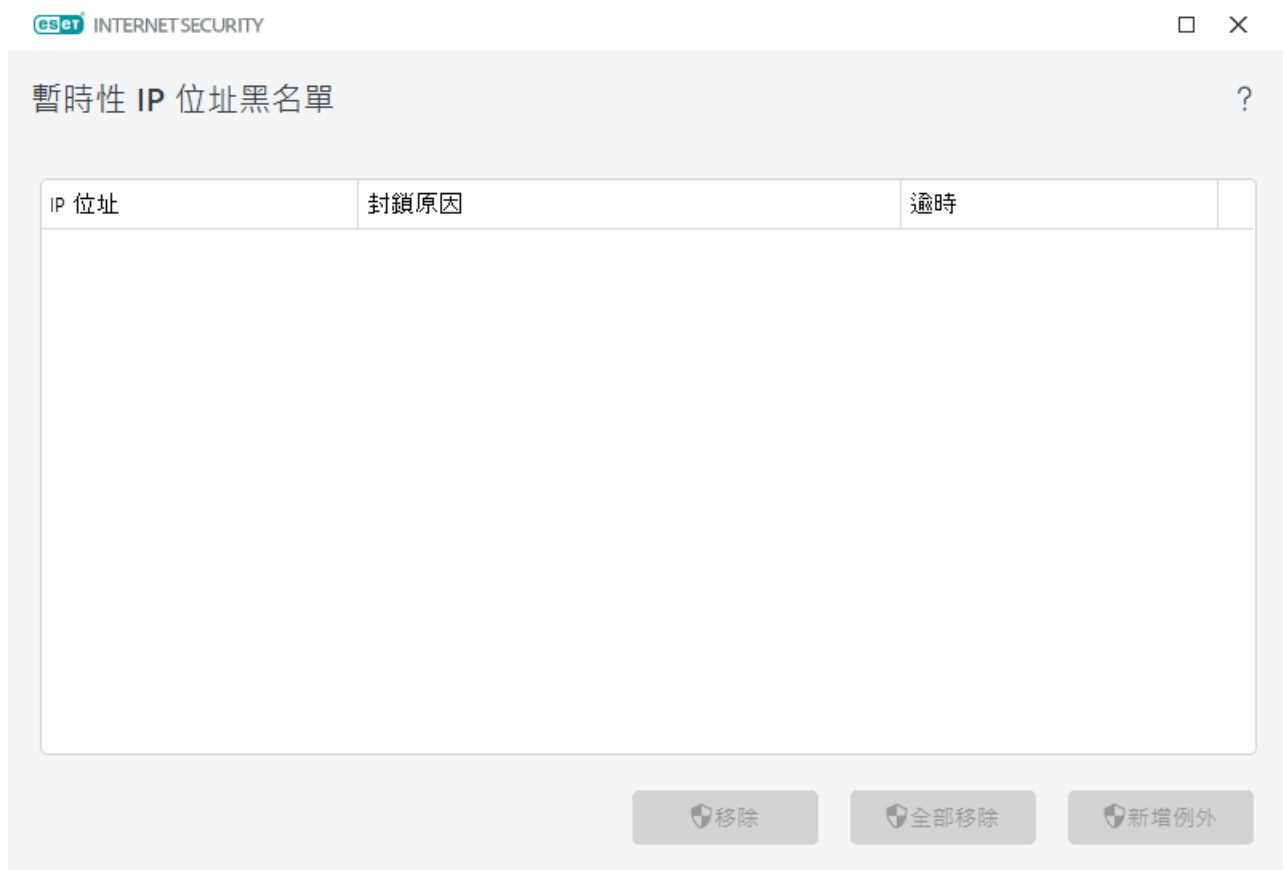 eset INTERNET SECURITY
暫時性 IP 位址黑名單
?
IP 位址 封鎖原因 逾時
移除 全部移除 新增例外